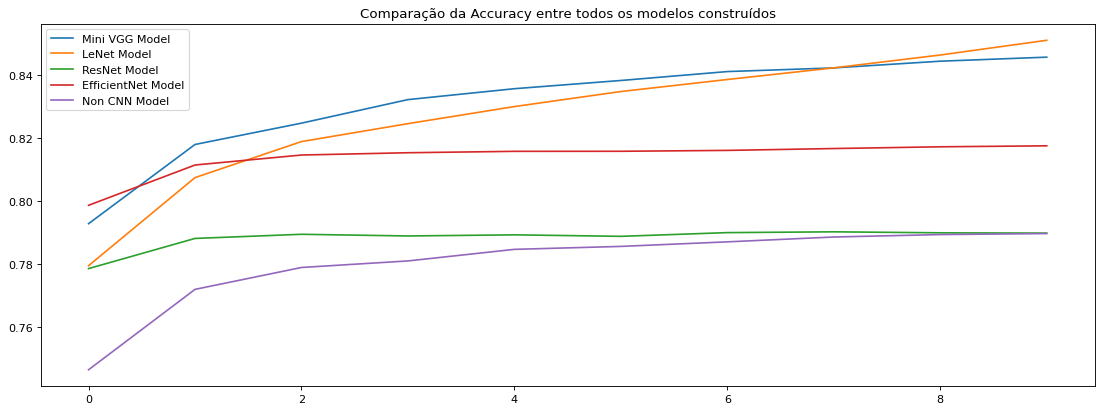 Comparação da Accuracy entre todos os modelos construídos
Mini VGG Model
LeNet Model
ResNet Model
EfficientNet Model
Non CNN Model
0.84
0.82
0.80
0.78
0.76
0 2 4 6 8